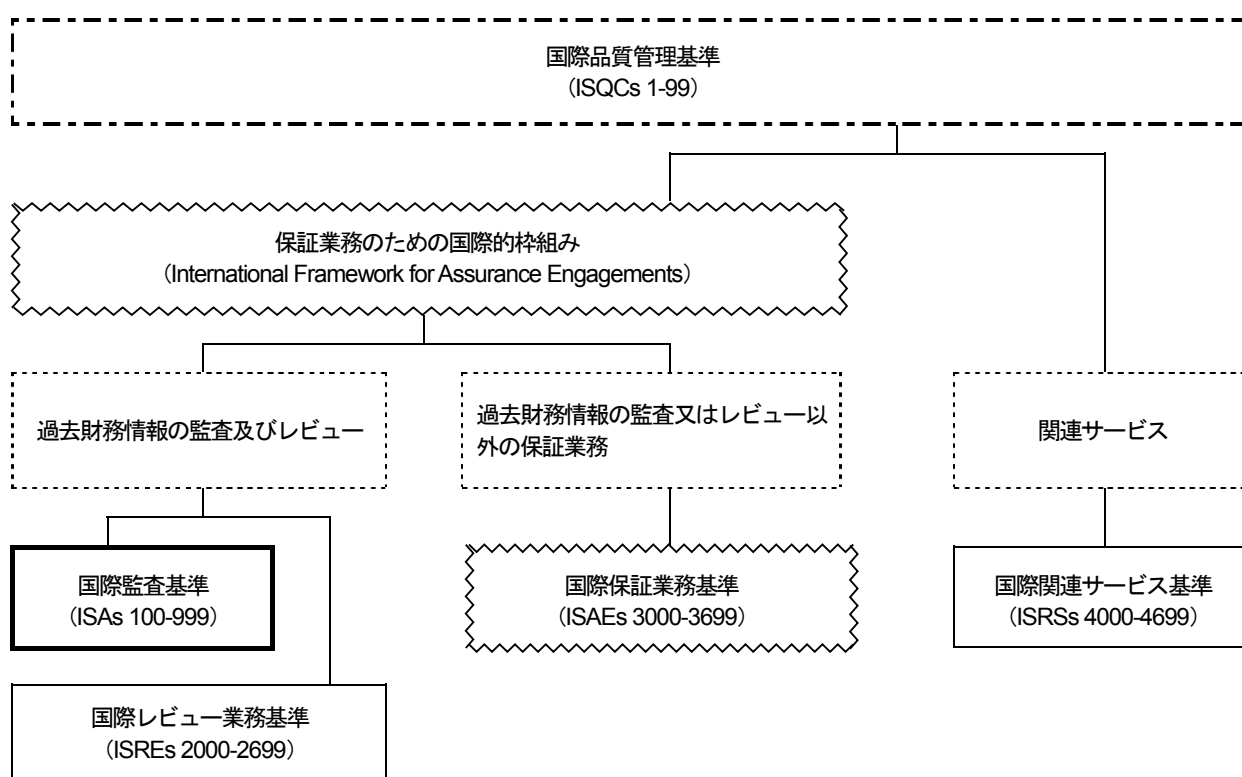 国際品質管理基準
（ISQCs 1-99）
保証業務のための国際的枠組み
（International Framework for Assurance Engagements）
過去財務情報の監査及びレビュー
過去財務情報の監査又はレビュー以
外の保証業務
関連サービス
国際監査基準
（ISAs 100-999）
国際保証業務基準
（ISAEs 3000-3699）
国際関連サービス基準
（ISRSs 4000-4699）
国際レビュー業務基準
（ISREs 2000-2699）